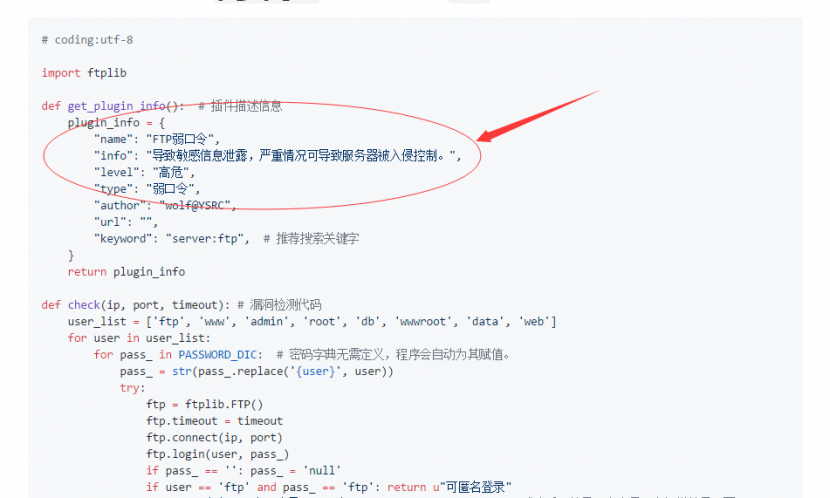 # coding:utf-8
import ftplib
def get_plugin_info(): # 插件描述信息
plugin_info = {
"name": "FTP弱口令",
"info": "导致敏感信息泄露，严重情况可导致服务器被入侵控制。",
"level": "高危",
"type": "弱口令",
"author": "wolf@YSRC",
"url": "",
"keyword": "server:ftp", # 推荐搜索关键字
}
return plugin_info
def check(ip, port, timeout): # 漏洞检测代码
user_list = ['ftp', 'www', 'admin', 'root', 'db', 'wwwroot', 'data', 'web']
for user in user_list:
for pass_ in PASSWORD_DIC: # 密码字典无需定义，程序会自动为其赋值。
pass_ = str(pass_.replace('{user}', user))
try:
ftp = ftplib.FTP()
ftp.timeout = timeout
ftp.connect(ip, port)
ftp.login(user, pass_)
if pass_ == '': pass_ = 'null'
if user == 'ftp' and pass_ == 'ftp': return u"可匿名登录"